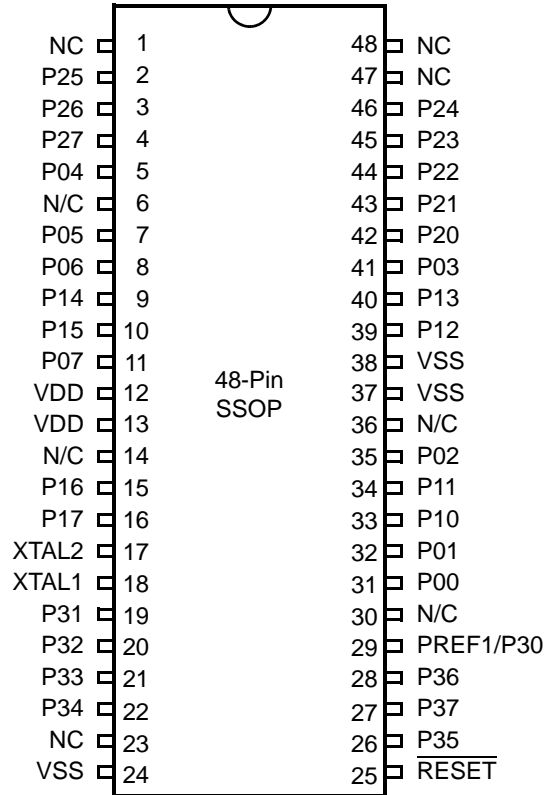 NC 1 48 NC
P25 2 47 NC
P26 3 46 P24
P27 4 45 P23
P04 5 44 P22
N/C 6 43 P21
P05 7 42 P20
P06 8 41 P03
P14 9 40 P13
P15 10 39 P12
P07 11 38 VSS
48-Pin
SSOP
VDD 12 37 VSS
VDD 13 36 N/C
N/C 14 35 P02
P16 15 34 P11
P17 16 33 P10
XTAL2 17 32 P01
XTAL1 18 31 P00
P31 19 30 N/C
P32 20 29 PREF1/P30
P33 21 28 P36
P34 22 27 P37
NC 23 26 P35
VSS 24 25 RESET